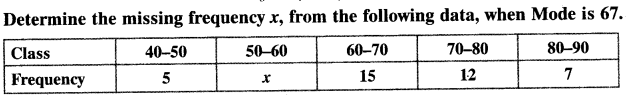 Determine the missing frequency x, from the following data, when Mode is 67.
Class 40–50 50–60 60–70 70–80 80–90
Frequency 5 x 15 12 7